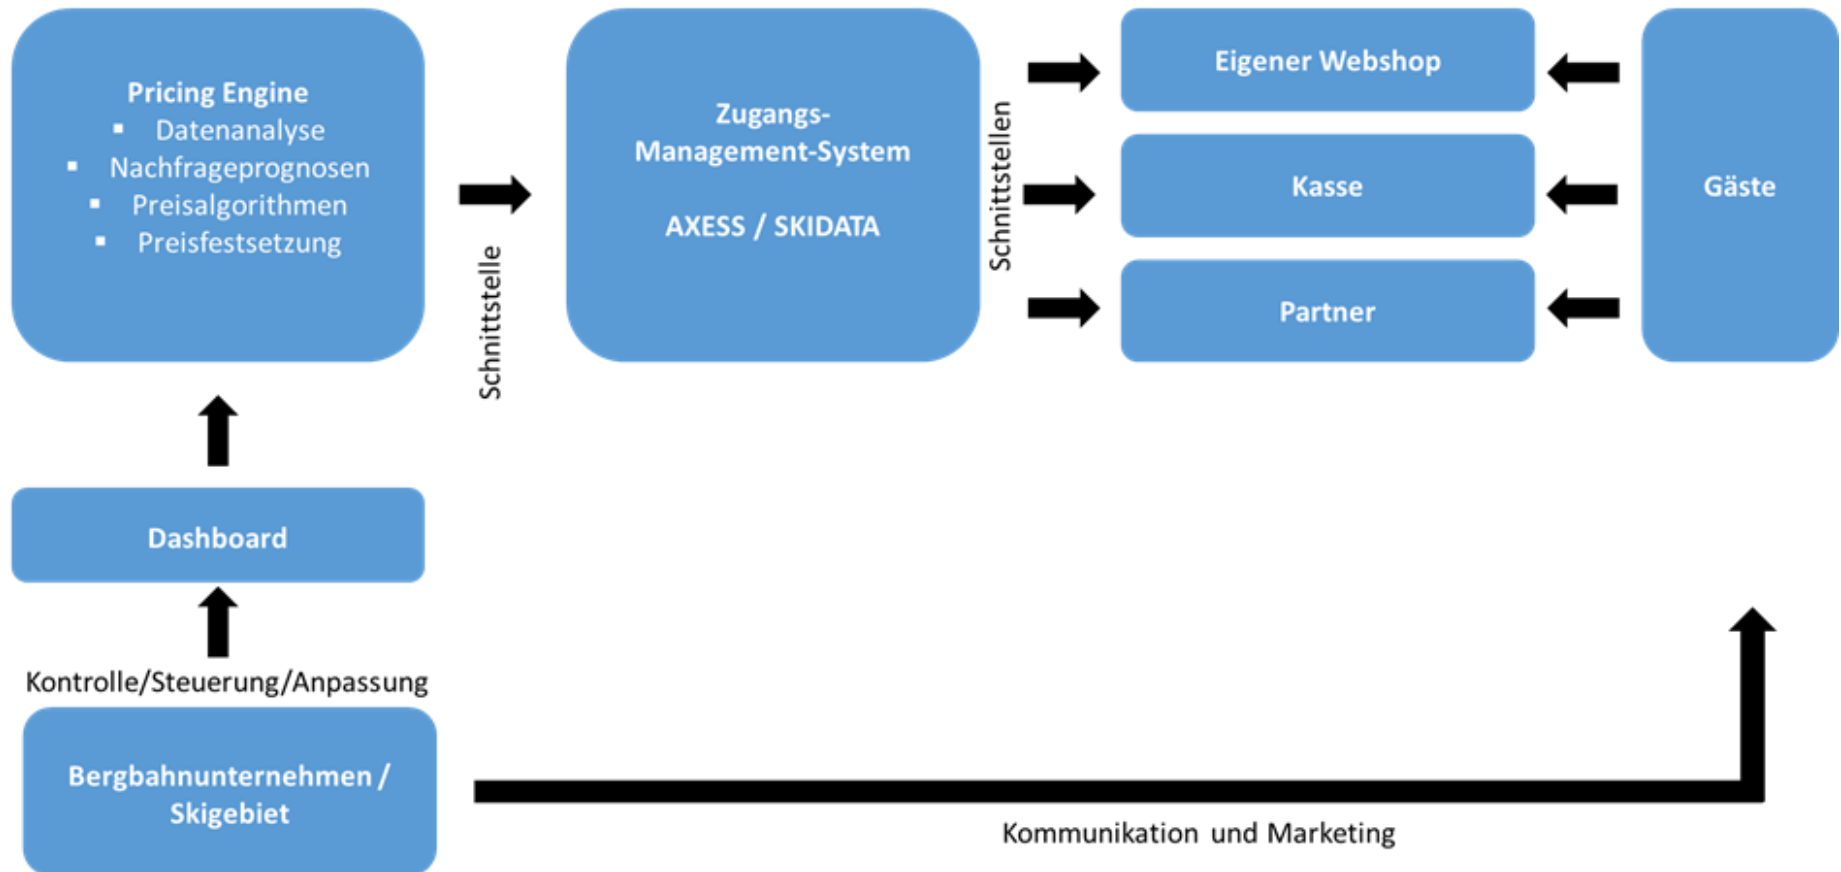 Pricing Engine
▪ Datenanalyse
▪ Nachfrageprognosen
▪ Preisalgorithmen
▪ Preisfestsetzung
Schnittstelle
Zugangs-
Management-System
AXESS / SKIDATA
Schnittstellen
Eigener Webshop
Kasse
Partner
Gäste
Dashboard
Kontrolle/Steuerung/Anpassung
Bergbahnunternehmen /
Skigebiet
Kommunikation und Marketing